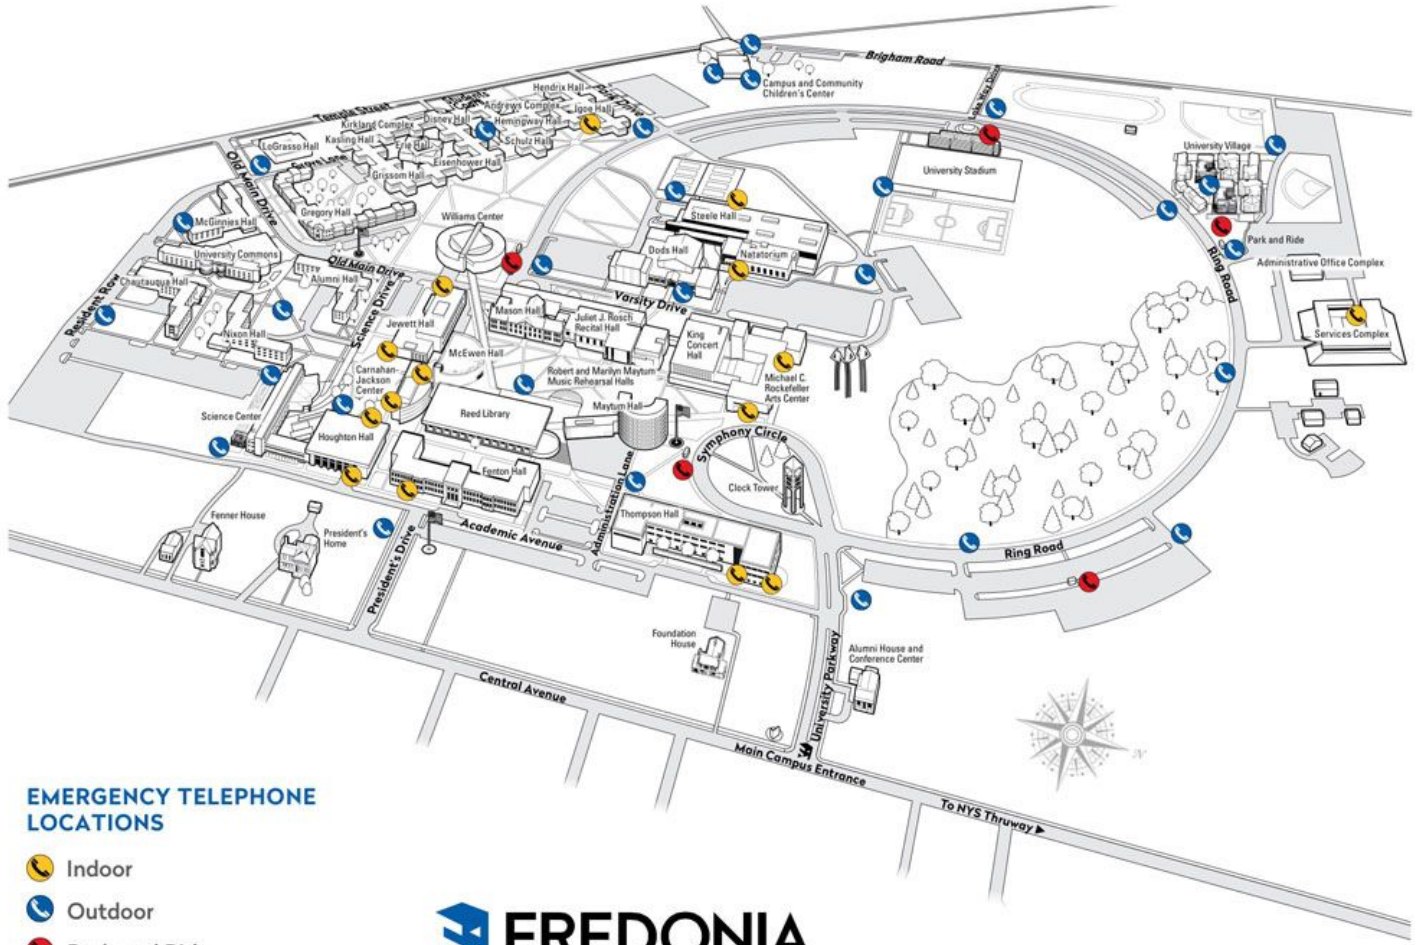 Brigham Road
Campus and Community
Children's Center
Lake Way Drive
Hendrix Hall
Park Drive
Andrews Complex
Igoe Hall
Temple Street
Disney Hall
Hemingway Hall
Kirkland Complex
Kasling Hall
Erie Hall
Schulz Hall
LoGrasso Hall
Eisenhower Hall
Grissom Hall
University Village
University Stadium
Old Main Drive
Gregory Hall
Williams Center
Steele Hall
McGinnies Hall
University Commons
Dods Hall
Natatorium
Park and Ride
Ring Road
Administrative Office Complex
Old Main Drive
Alumni Hall
Chautauqua Hall
Resident Row
Science Drive
Varsity Drive
Mason Hall
Juliet J. Rosch
Recital Hall
Jewett Hall
Nixon Hall
King
Concert
Hall
Services Complex
McEwen Hall
Carnahan-
Jackson
Center
Robert and Marilyn Maytum
Music Rehearsal Halls
Michael C.
Rockefeller
Arts Center
Maytum Hall
Science Center
Reed Library
Houghton Hall
Symphony Circle
Fenton Hall
Clock Tower
Administration Lane
Thompson Hall
Fenner House
President's
Home
President's Drive
Academic Avenue
Ring Road
Foundation
House
University Parkway
Alumni House and
Conference Center
Central Avenue
Main Campus Entrance
To NYS Thruway
EMERGENCY TELEPHONE
LOCATIONS
Indoor
Outdoor
FREDONIA